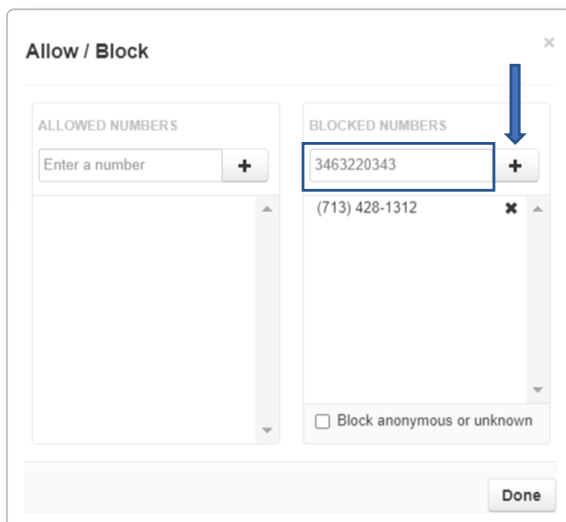 Allow / Block
×
ALLOWED NUMBERS
Enter a number
+
BLOCKED NUMBERS
3463220343
+
(713) 428-1312
✖
Block anonymous or unknown
Done